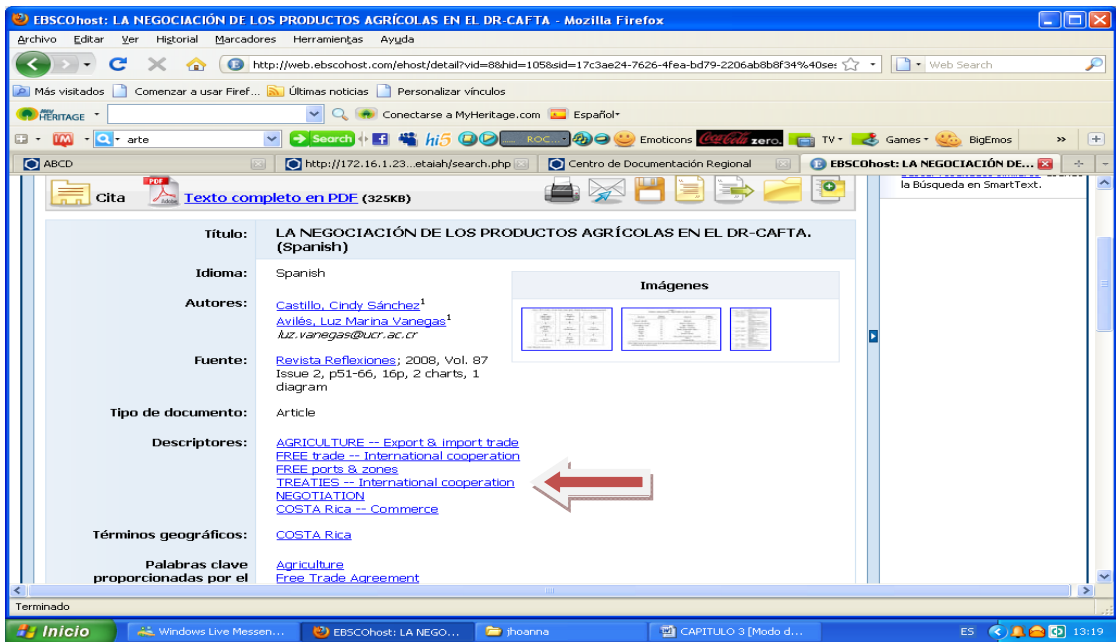 EBSCOhost: LA NEGOCIACIÓN DE LOS PRODUCTOS AGRÍCOLAS EN EL DR-CAFTA - Mozilla Firefox
Archivo Editar Ver Historial Marcadores Herramientas Ayuda
http://web.ebscohost.com/ehost/detail?vid=8&hid=105&sid=17c3ae24-7626-4fea-bd79-2206ab8b8f34%40ses Web Search
Más visitados Comenzar a usar Firef... Últimas noticias Personalizar vínculos
MY HERITAGE Conectarse a MyHeritage.com Español
arte Search hi5 ROC... Emoticons Coca-Cola zero. TV Games BigEmos »
ABCD http://172.16.1.23...etaiah/search.php Centro de Documentación Regional EBSCOhost: LA NEGOCIACIÓN DE...
la Búsqueda en SmartText.
Cita PDF Adobe Texto completo en PDF (325KB)
Título: LA NEGOCIACIÓN DE LOS PRODUCTOS AGRÍCOLAS EN EL DR-CAFTA.
(Spanish)
Idioma: Spanish
Imágenes
Autores: Castillo, Cindy Sánchez1
Avilés, Luz Marina Vanegas1
luz.vanegas@ucr.ac.cr
Fuente: Revista Reflexiones; 2008, Vol. 87
Issue 2, p51-66, 16p, 2 charts, 1
diagram
Tipo de documento: Article
Descriptores: AGRICULTURE -- Export & import trade
FREE trade -- International cooperation
FREE ports & zones
TREATIES -- International cooperation
NEGOTIATION
COSTA Rica -- Commerce
Términos geográficos: COSTA Rica
Palabras clave Agriculture
proporcionadas por el Free Trade Agreement
Terminado
Inicio Windows Live Messen... EBSCOhost: LA NEGO... jhoanna CAPITULO 3 [Modo d... ES 13:19